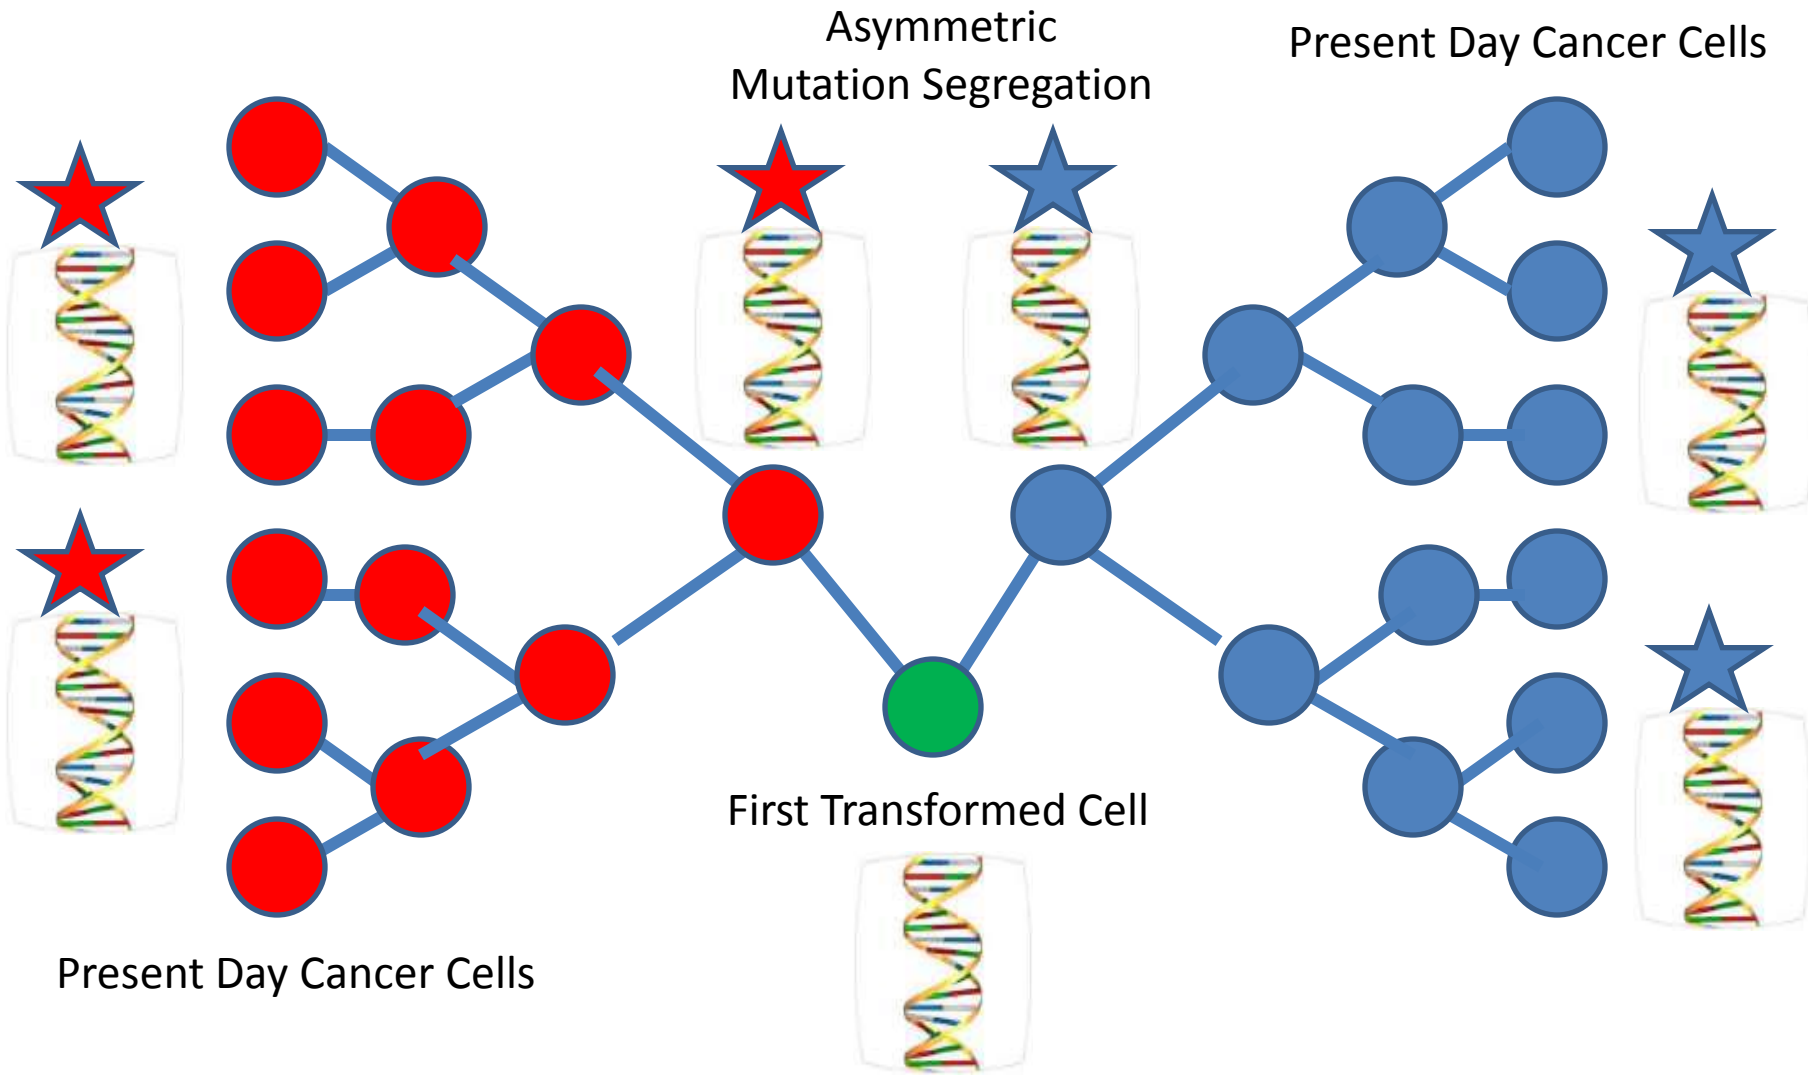 Asymmetric
Mutation Segregation
Present Day Cancer Cells
First Transformed Cell
Present Day Cancer Cells